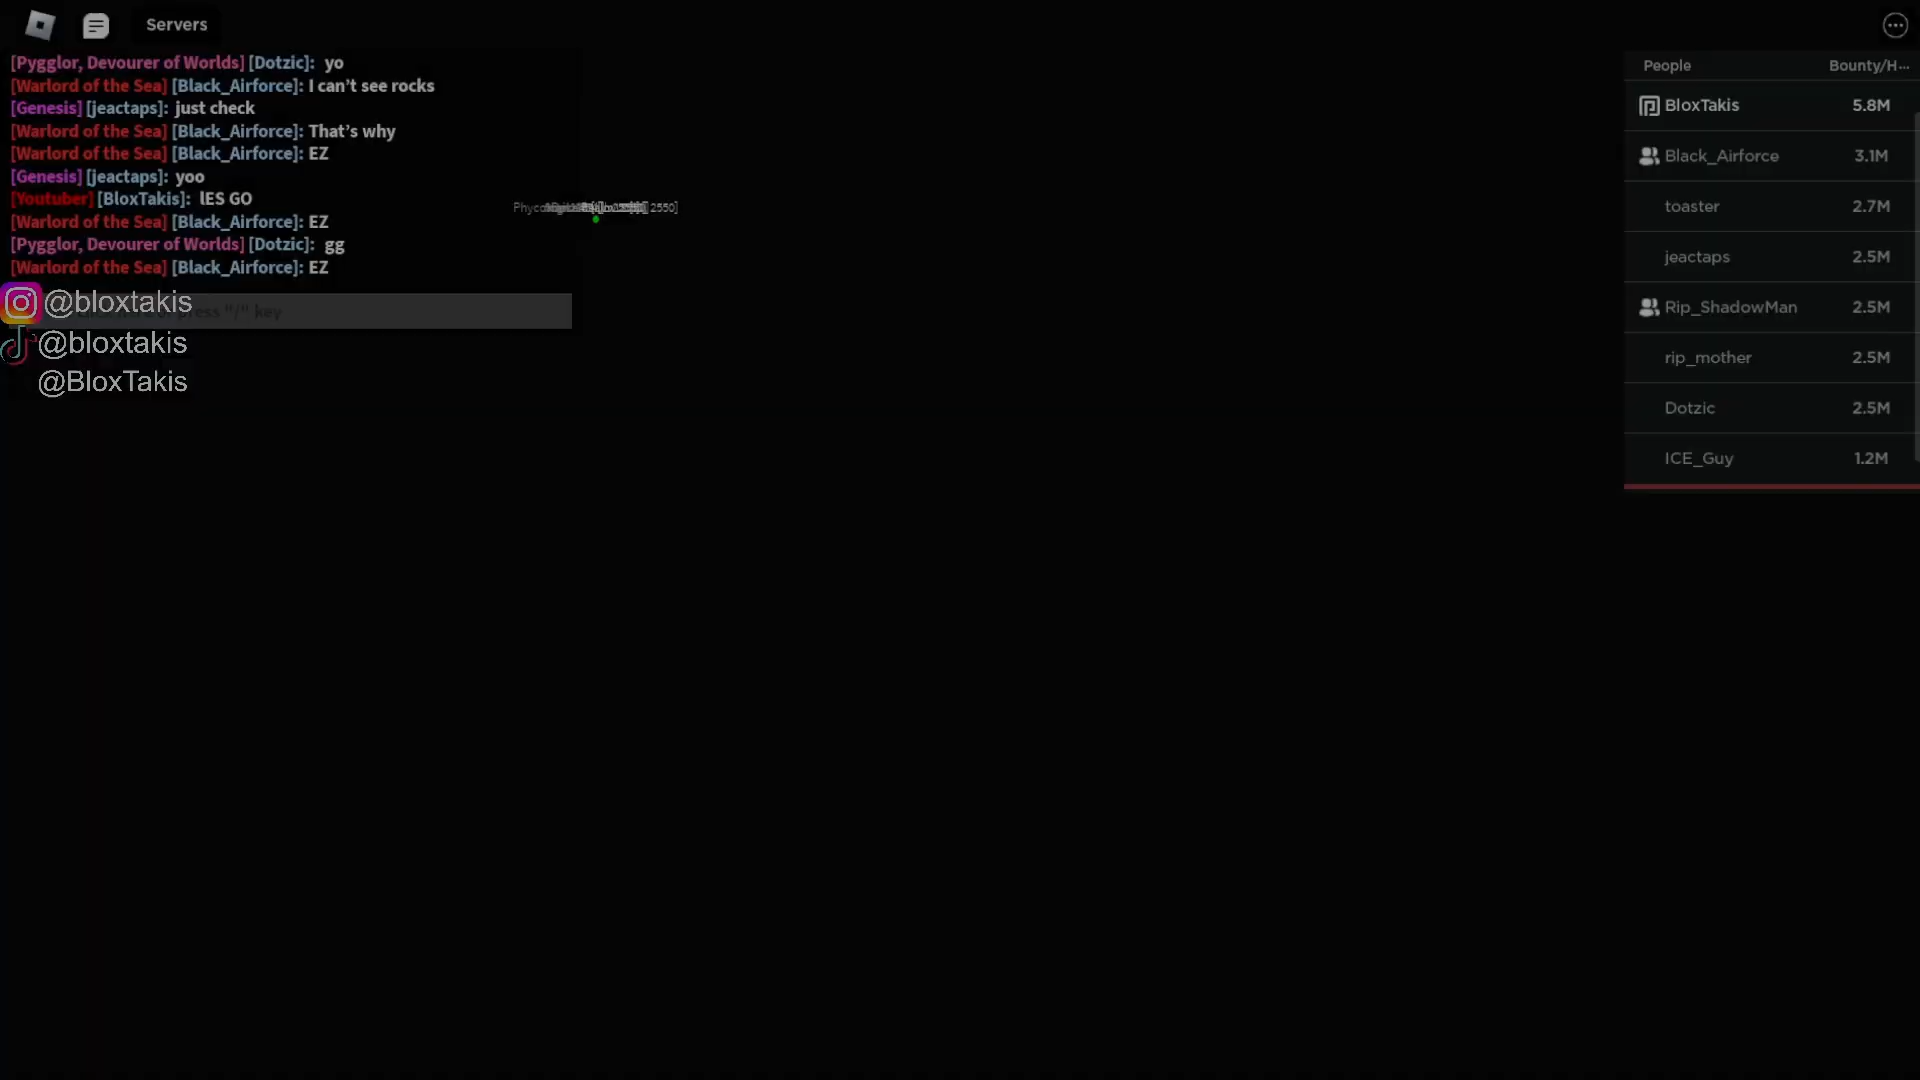 Servers
[Pygglor, Devourer of Worlds] [Dotzic]: yo
[Warlord of the Sea] [Black_Airforce]: I can't see rocks
[Genesis] [jeactaps]: just check
[Warlord of the Sea] [Black_Airforce]: That's why
[Warlord of the Sea] [Black_Airforce]: EZ
[Genesis] [jeactaps]: yoo
[Youtuber] [BloxTakis]: lES GO
[Warlord of the Sea] [Black_Airforce]: EZ
[Pygglor, Devourer of Worlds] [Dotzic]: gg
[Warlord of the Sea] [Black_Airforce]: EZ
@bloxtakis
press "/" key
@bloxtakis
@BloxTakis
2550]
People Bounty/H...
BloxTakis 5.8M
Black_Airforce 3.1M
toaster 2.7M
jeactaps 2.5M
Rip_ShadowMan 2.5M
rip_mother 2.5M
Dotzic 2.5M
ICE_Guy 1.2M